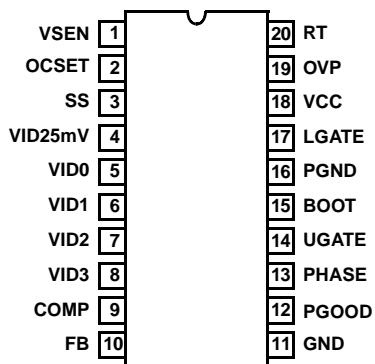 VSEN 1 20 RT
OCSET 2 19 OVP
SS 3 18 VCC
VID25mV 4 17 LGATE
VID0 5 16 PGND
VID1 6 15 BOOT
VID2 7 14 UGATE
VID3 8 13 PHASE
COMP 9 12 PGOOD
FB 10 11 GND